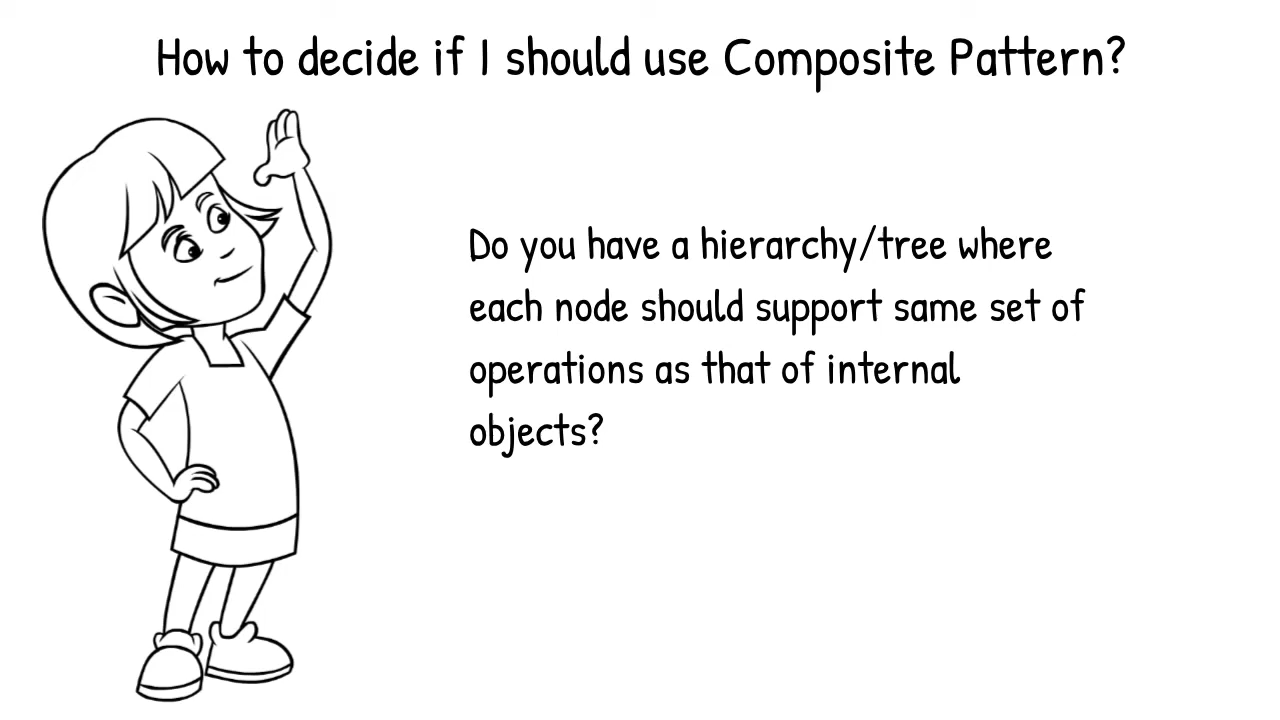 How to decide if I should use Composite Pattern?
Do you have a hierarchy/tree where
each node should support same set of
operations as that of internal
objects?